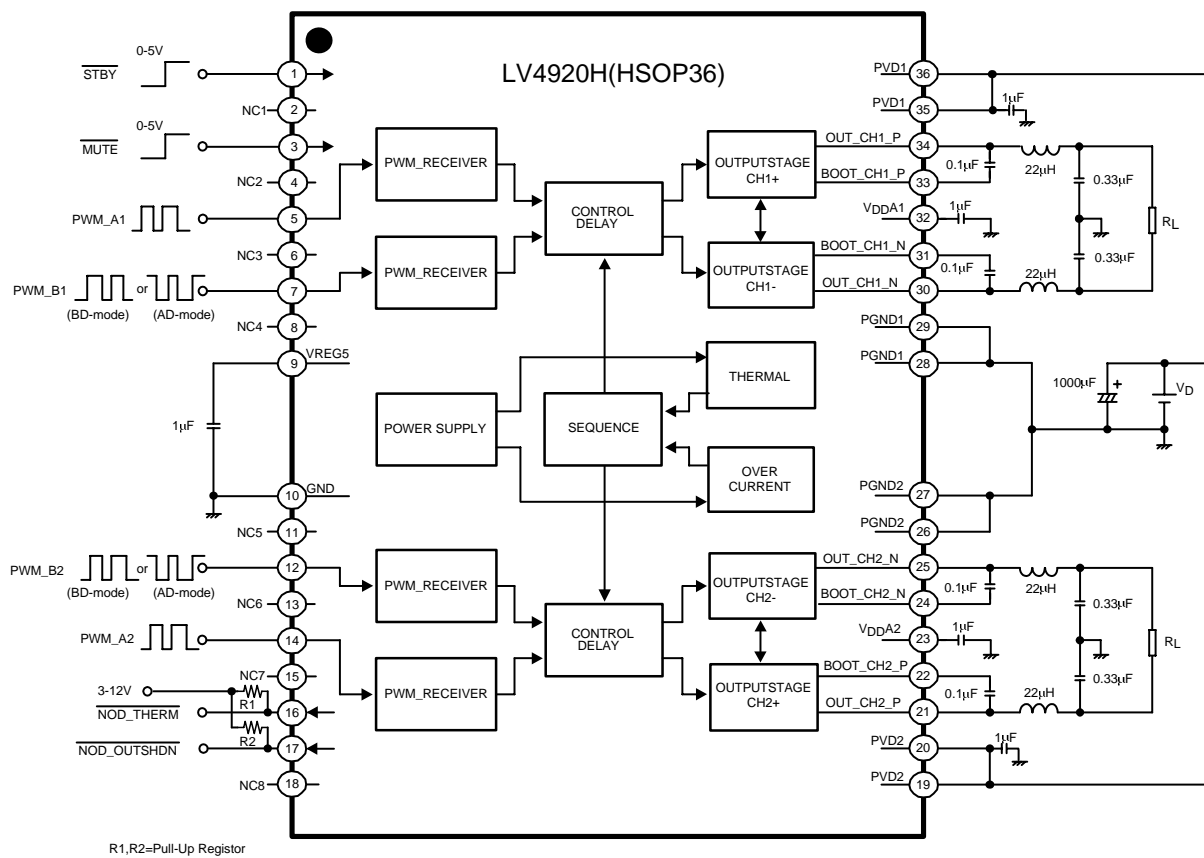 LV4920H(HSOP36)
0-5V
STBY
1
NC1
2
0-5V
MUTE
3
NC2
4
PWM_A1
5
NC3
6
PWM_B1
or
(BD-mode)
(AD-mode)
7
NC4
8
9
VREG5
1μF
10
GND
NC5
11
PWM_B2
or
(BD-mode)
(AD-mode)
12
NC6
13
PWM_A2
14
NC7
15
3-12V
R1
NOD_THERM
16
R2
NOD_OUTSHDN
17
NC8
18
PWM_RECEIVER
PWM_RECEIVER
CONTROL
DELAY
OUTPUTSTAGE
CH1+
OUTPUTSTAGE
CH1-
POWER SUPPLY
SEQUENCE
THERMAL
OVER
CURRENT
PWM_RECEIVER
PWM_RECEIVER
CONTROL
DELAY
OUTPUTSTAGE
CH2-
OUTPUTSTAGE
CH2+
PVD1
36
PVD1
35
1μF
OUT_CH1_P
34
0.1μF
22μH
BOOT_CH1_P
33
0.33μF
VDDA1
32
1μF
RL
BOOT_CH1_N
31
0.1μF
22μH
0.33μF
OUT_CH1_N
30
PGND1
29
PGND1
28
1000μF
+
VD
PGND2
27
PGND2
26
OUT_CH2_N
25
0.1μF
22μH
BOOT_CH2_N
24
0.33μF
VDDA2
23
1μF
RL
BOOT_CH2_P
22
0.1μF
22μH
0.33μF
OUT_CH2_P
21
PVD2
20
1μF
PVD2
19
R1,R2=Pull-Up Registor